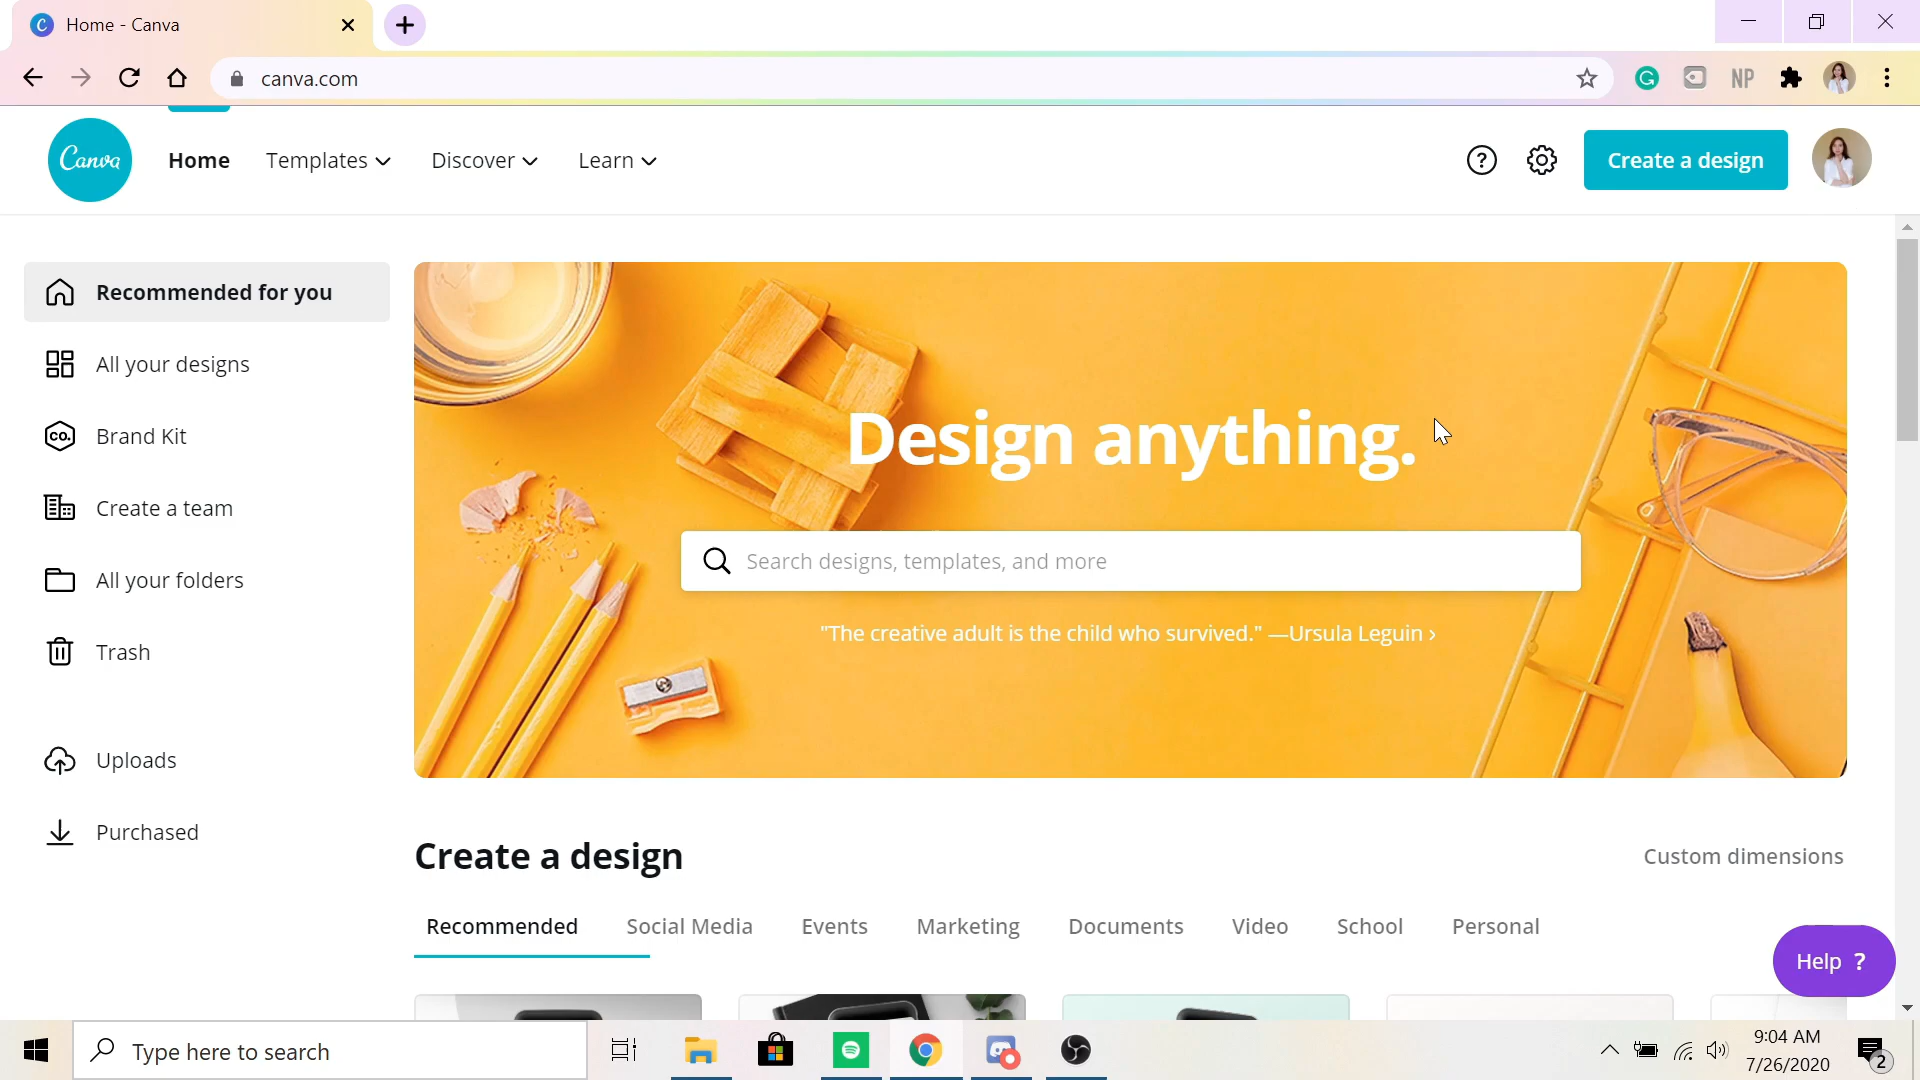 Home - Canva
canva.com
NP
Canva
Home
Templates
Discover
Learn
?
Create a design
Recommended for you
All your designs
CO.
Brand Kit
Create a team
All your folders
Trash
Uploads
Purchased
Design anything.
Search designs, templates, and more
"The creative adult is the child who survived." —Ursula Leguin ›
Create a design
Custom dimensions
Recommended
Social Media
Events
Marketing
Documents
Video
School
Personal
Help ?
Type here to search
9:04 AM
7/26/2020
2